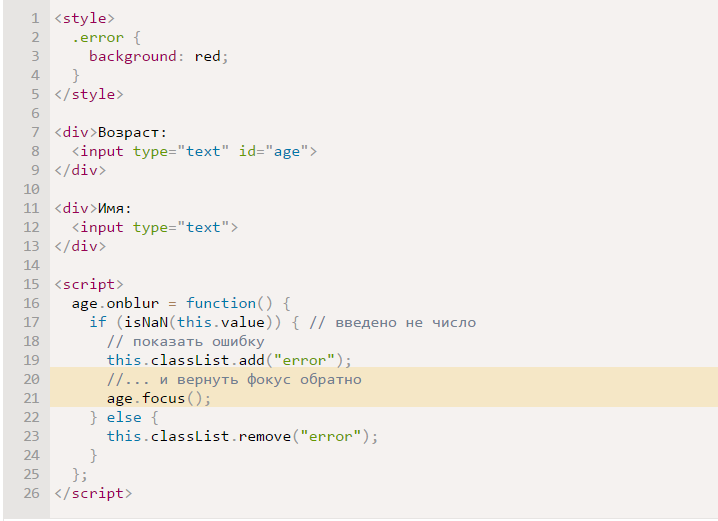 1 <style>
2   .error {
3     background: red;
4   }
5 </style>
6
7 <div>Возраст:
8   <input type="text" id="age">
9 </div>
10
11 <div>Имя:
12   <input type="text">
13 </div>
14
15 <script>
16   age.onblur = function() {
17     if (isNaN(this.value)) { // введено не число
18       // показать ошибку
19       this.classList.add("error");
20       //... и вернуть фокус обратно
21       age.focus();
22     } else {
23       this.classList.remove("error");
24     }
25   };
26 </script>